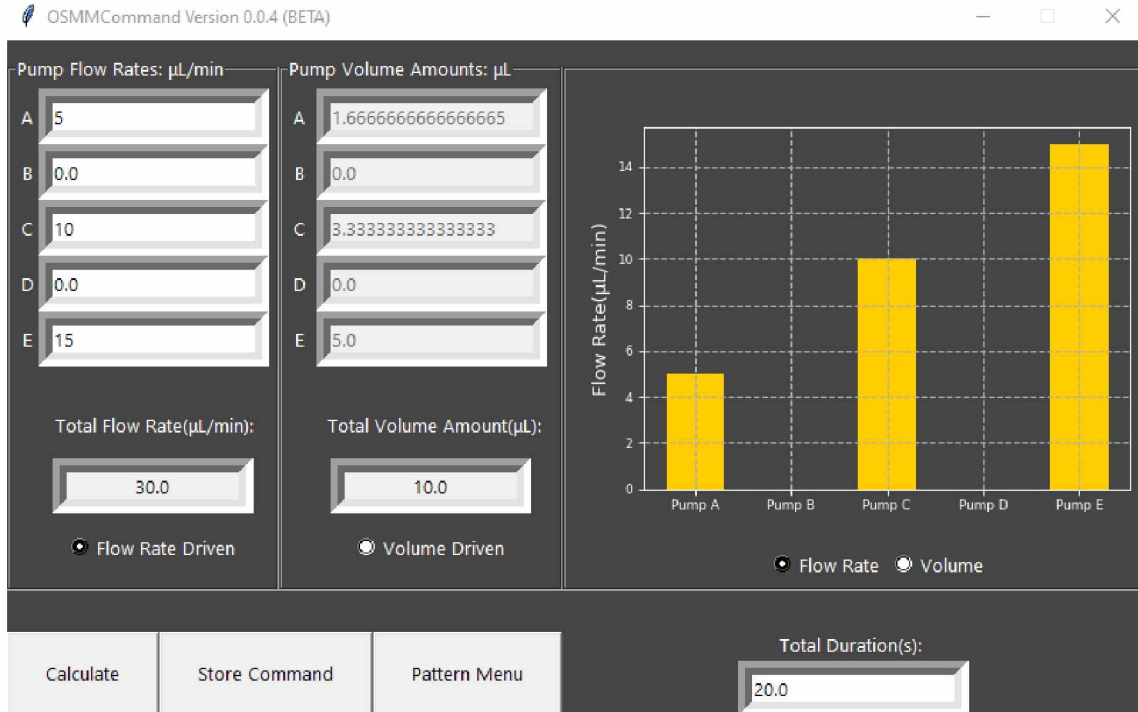 OSMMCommand Version 0.0.4 (BETA)
Pump Flow Rates: µL/min
A 5
B 0.0
C 10
D 0.0
E 15
Total Flow Rate(µL/min):
30.0
Flow Rate Driven
Pump Volume Amounts: µL
A 1.6666666666666665
B 0.0
C 3.333333333333333
D 0.0
E 5.0
Total Volume Amount(µL):
10.0
Volume Driven
Flow Rate(µL/min)
14
12
10
8
6
4
2
0
Pump A Pump B Pump C Pump D Pump E
Flow Rate Volume
Calculate Store Command Pattern Menu
Total Duration(s):
20.0